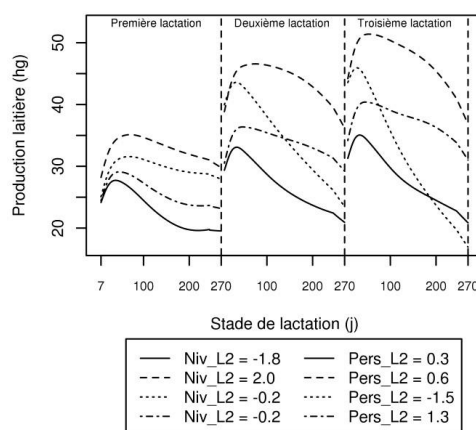 Première lactation Deuxième lactation Troisième lactation
Production laitière (hg)
50
40
30
20
7 100 200 270 100 200 270 100 200 270
Stade de lactation (j)
Niv_L2 = -1.8 Pers_L2 = 0.3
Niv_L2 = 2.0 Pers_L2 = 0.6
Niv_L2 = -0.2 Pers_L2 = -1.5
Niv_L2 = -0.2 Pers_L2 = 1.3